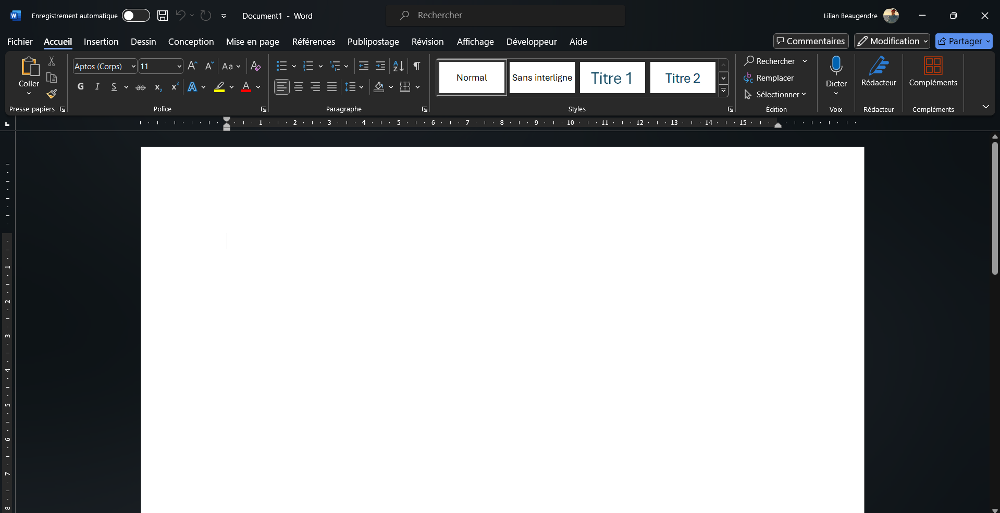 Enregistrement automatique
Document1 - Word
Rechercher
Lilian Beaugendre
Fichier Accueil Insertion Dessin Conception Mise en page Références Publipostage Révision Affichage Développeur Aide
Commentaires Modification Partager
Coller
Presse-papiers
Aptos (Corps) 11
Aa
G I S ab x₂ x² A A
Police
Paragraphe
Normal Sans interligne Titre 1 Titre 2
Styles
Rechercher
Remplacer
Sélectionner
Édition
Dicter
Voix
Rédacteur
Rédacteur
Compléments
Compléments
1 2 3 4 5 6 7 8 9 10 11 12 13 14 15
1
2
3
4
5
6
7
8